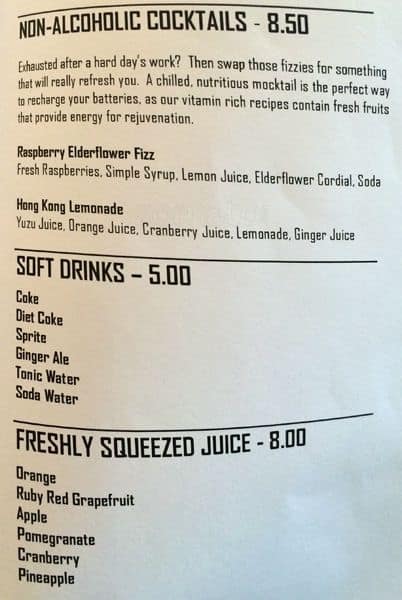 NON-ALCOHOLIC COCKTAILS - 8.50
Exhausted after a hard day's work? Then swap those fizzies for something
that will really refresh you. A chilled, nutritious mocktail is the perfect way
to recharge your batteries, as our vitamin rich recipes contain fresh fruits
that provide energy for rejuvenation.
Raspberry Elderflower Fizz
Fresh Raspberries, Simple Syrup, Lemon Juice, Elderflower Cordial, Soda
Hong Kong Lemonade
Yuzu Juice, Orange Juice, Cranberry Juice, Lemonade, Ginger Juice
SOFT DRINKS – 5.00
Coke
Diet Coke
Sprite
Ginger Ale
Tonic Water
Soda Water
FRESHLY SQUEEZED JUICE - 8.00
Orange
Ruby Red Grapefruit
Apple
Pomegranate
Cranberry
Pineapple